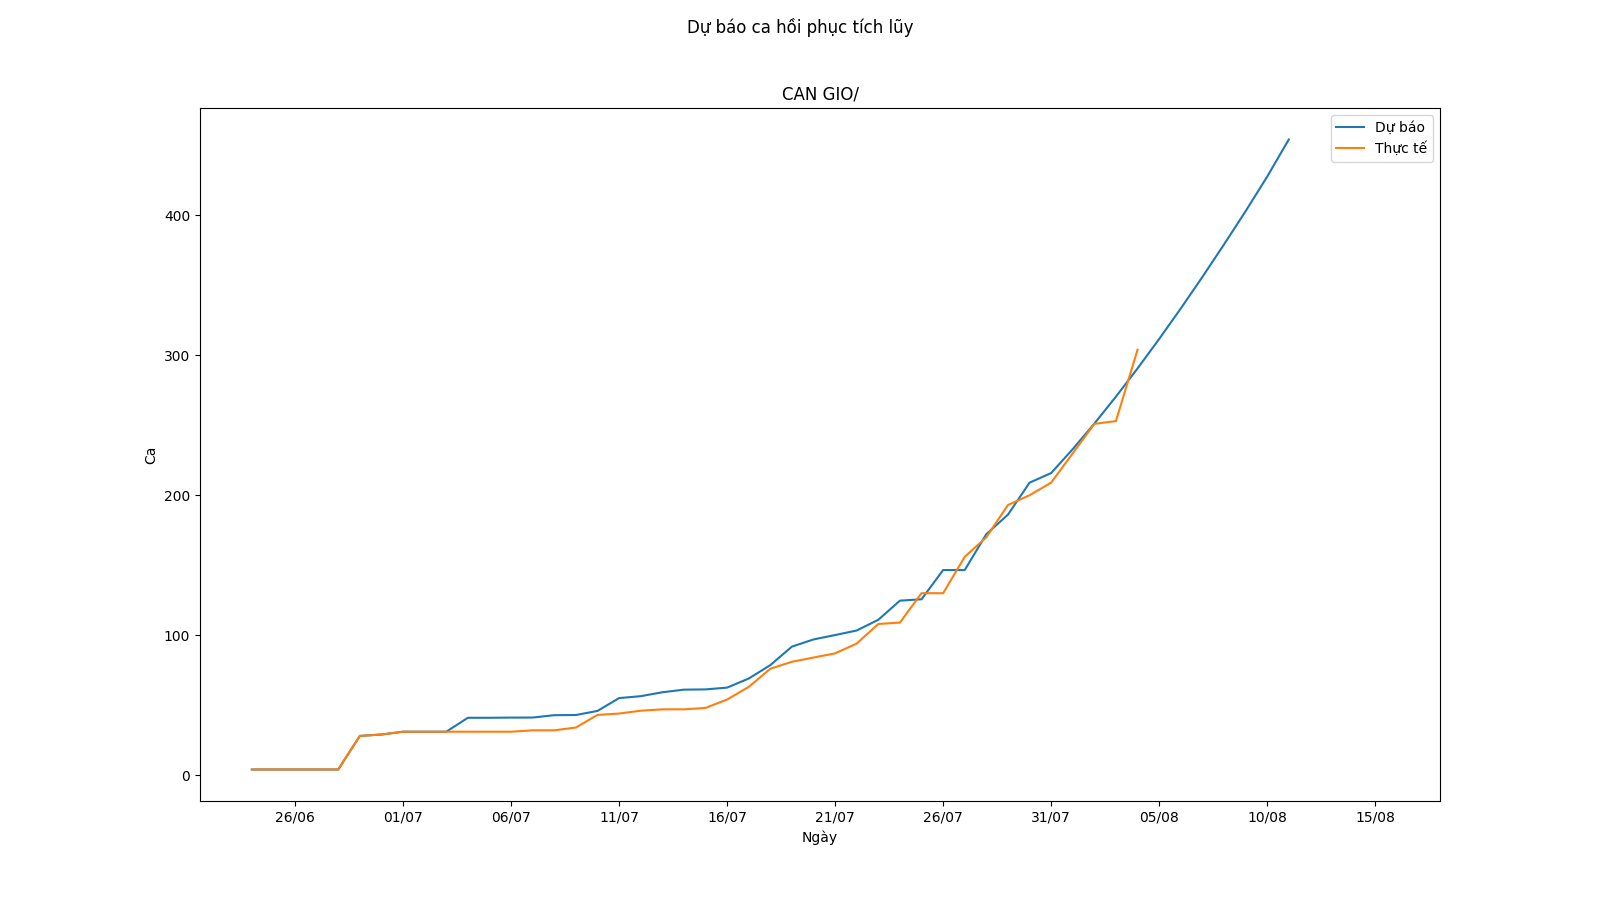 Dự báo ca hồi phục tích lũy
CAN GIO/
Dự báo
Thực tế
400
300
200
100
0
Ca
26/06
01/07
06/07
11/07
16/07
21/07
26/07
31/07
05/08
10/08
15/08
Ngày